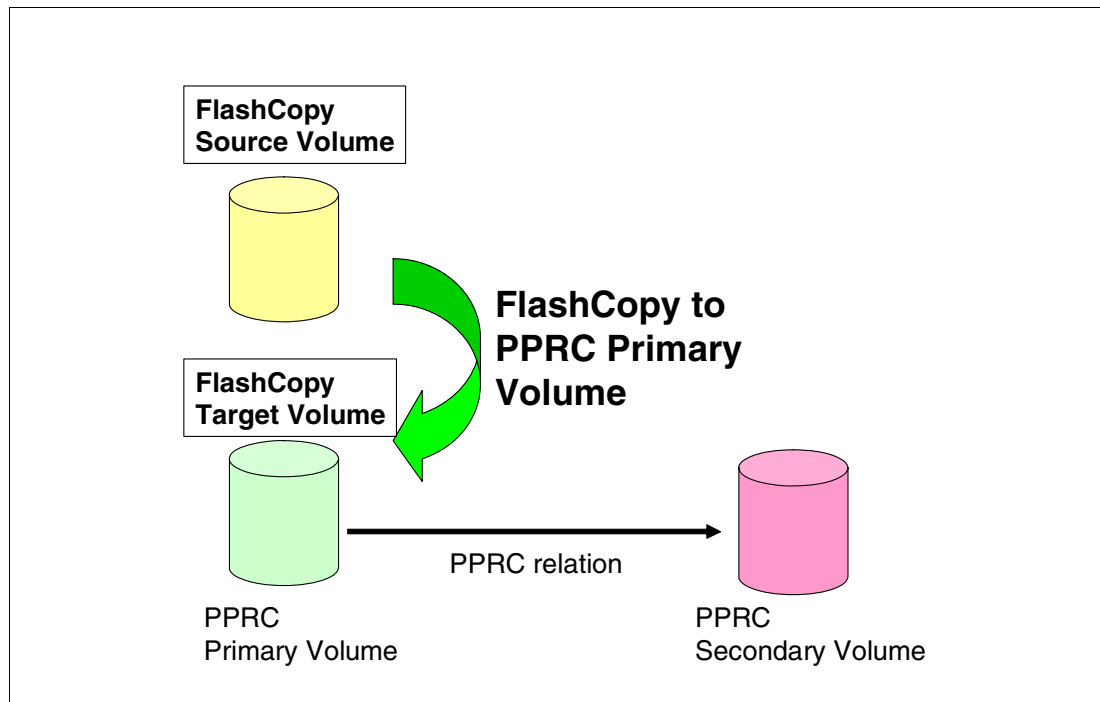 FlashCopy
Source Volume
FlashCopy to
PPRC Primary
Volume
FlashCopy
Target Volume
PPRC relation
PPRC
Primary Volume
PPRC
Secondary Volume